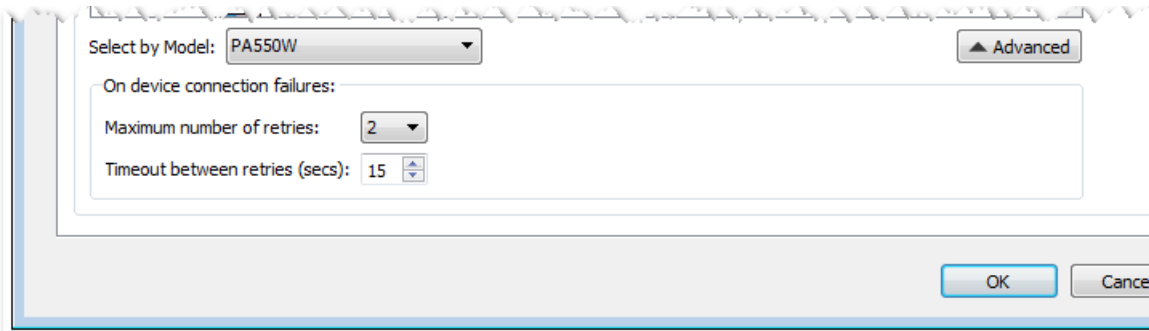 Select by Model: PA550W Advanced
On device connection failures:
Maximum number of retries: 2
Timeout between retries (secs): 15
OK Cance